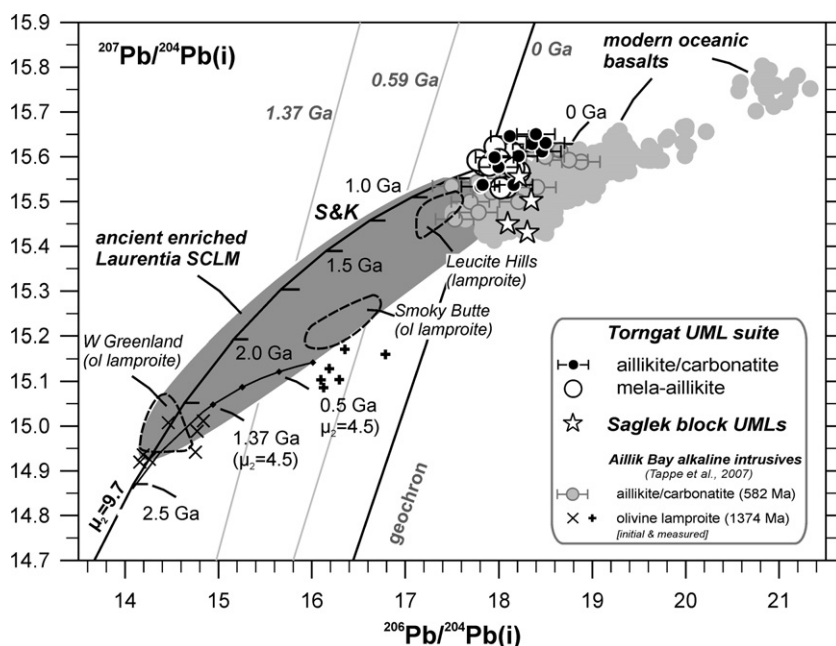 ²⁰⁷Pb/²⁰⁴Pb(i)
15.9
15.8
15.7
15.6
15.5
15.4
15.3
15.2
15.1
15.0
14.9
14.8
14.7
1.37 Ga
0.59 Ga
0 Ga
modern oceanic
basalts
0 Ga
1.0 Ga
S&K
ancient enriched
Laurentia SCLM
1.5 Ga
Leucite Hills
(lamproite)
Smoky Butte
(ol lamproite)
W Greenland
(ol lamproite)
2.0 Ga
0.5 Ga
μ₂=4.5
1.37 Ga
(μ₂=4.5)
2.5 Ga
μ₂=9.7
geochron
Torngat UML suite
aillikite/carbonatite
mela-aillikite
Saglek block UMLs
Aillik Bay alkaline intrusives
(Tappe et al., 2007)
aillikite/carbonatite (582 Ma)
olivine lamproite (1374 Ma)
[initial & measured]
14 15 16 17 18 19 20 21
²⁰⁶Pb/²⁰⁴Pb(i)